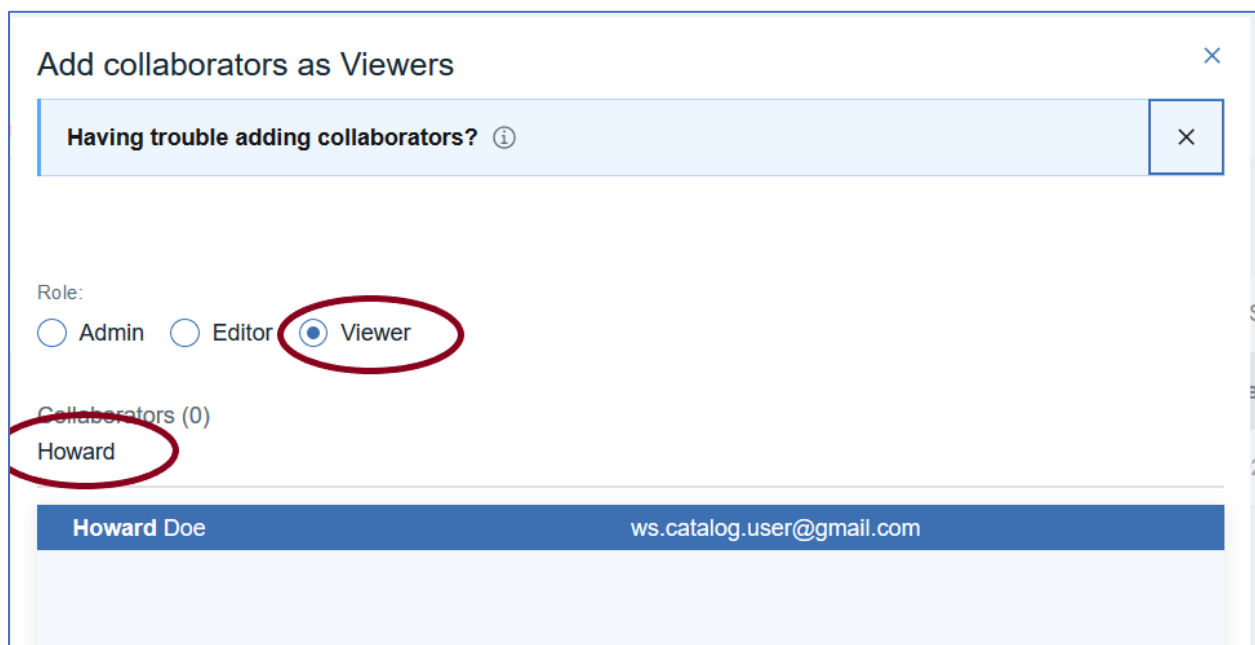 Add collaborators as Viewers
Having trouble adding collaborators?
Role:
Admin Editor Viewer
Collaborators (0)
Howard
Howard Doe ws.catalog.user@gmail.com